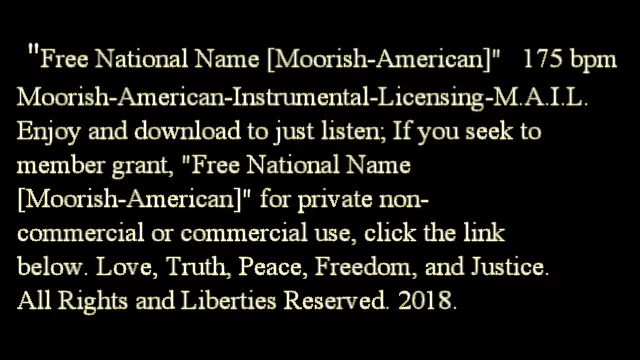 "Free National Name [Moorish-American]" 175 bpm
Moorish-American-Instrumental-Licensing-M.A.I.L.
Enjoy and download to just listen; If you seek to
member grant, "Free National Name
[Moorish-American]" for private non-
commercial or commercial use, click the link
below. Love, Truth, Peace, Freedom, and Justice.
All Rights and Liberties Reserved. 2018.